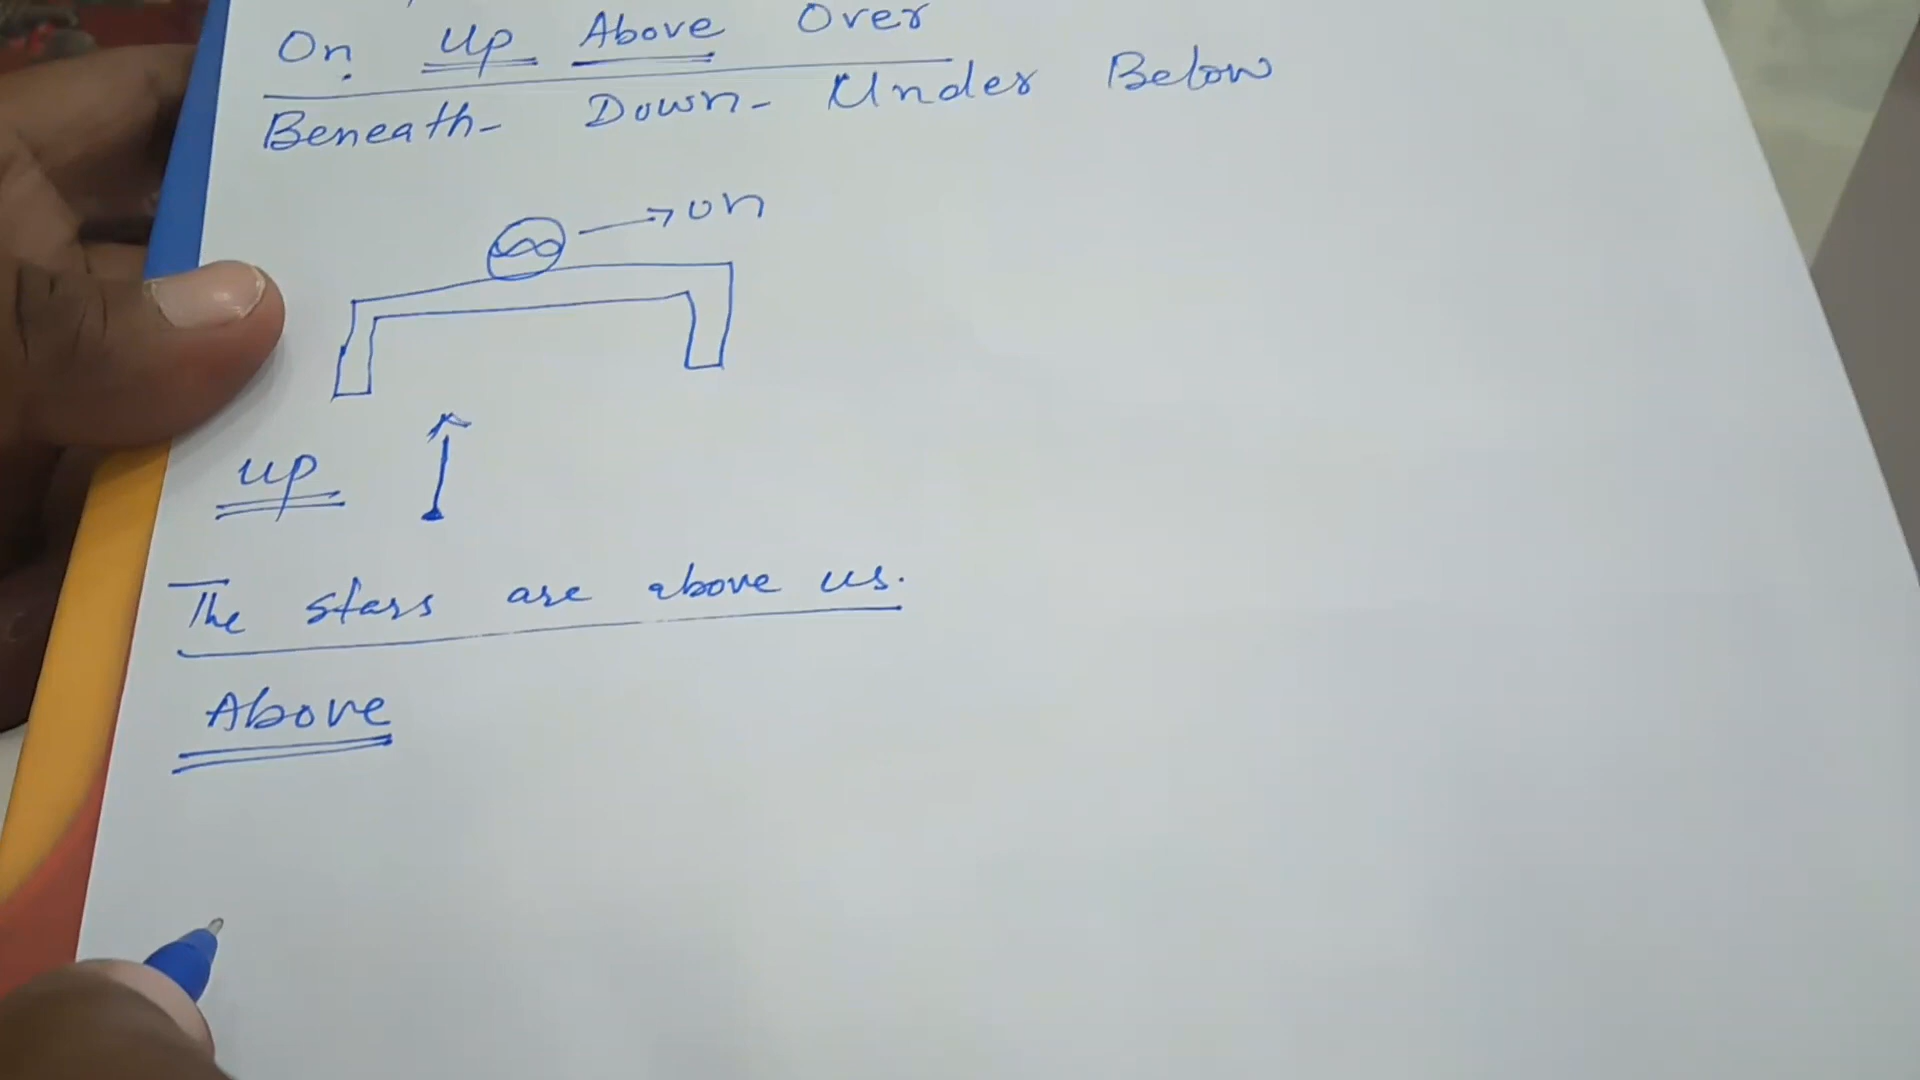 On Up Above Over
Beneath- Down- Under Below
on
up
The stars are above us.
Above